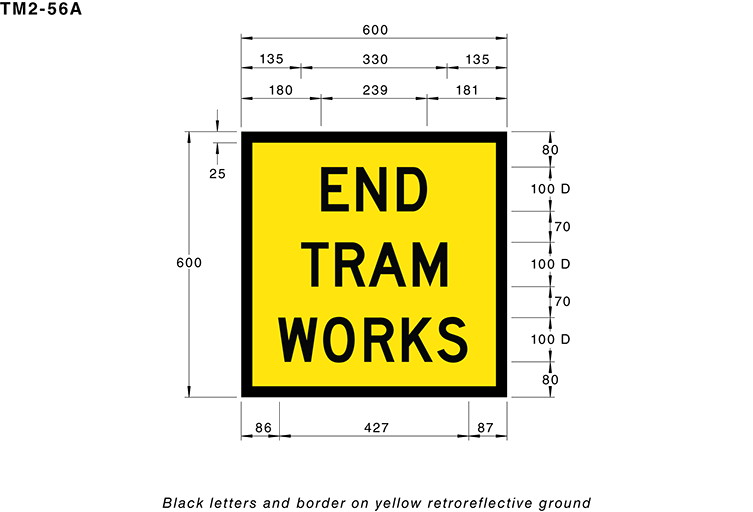 TM2-56A
600
135 330 135
180 239 181
25
600
80
100 D
70
100 D
70
100 D
80
END
TRAM
WORKS
86 427 87
Black letters and border on yellow retroreflective ground